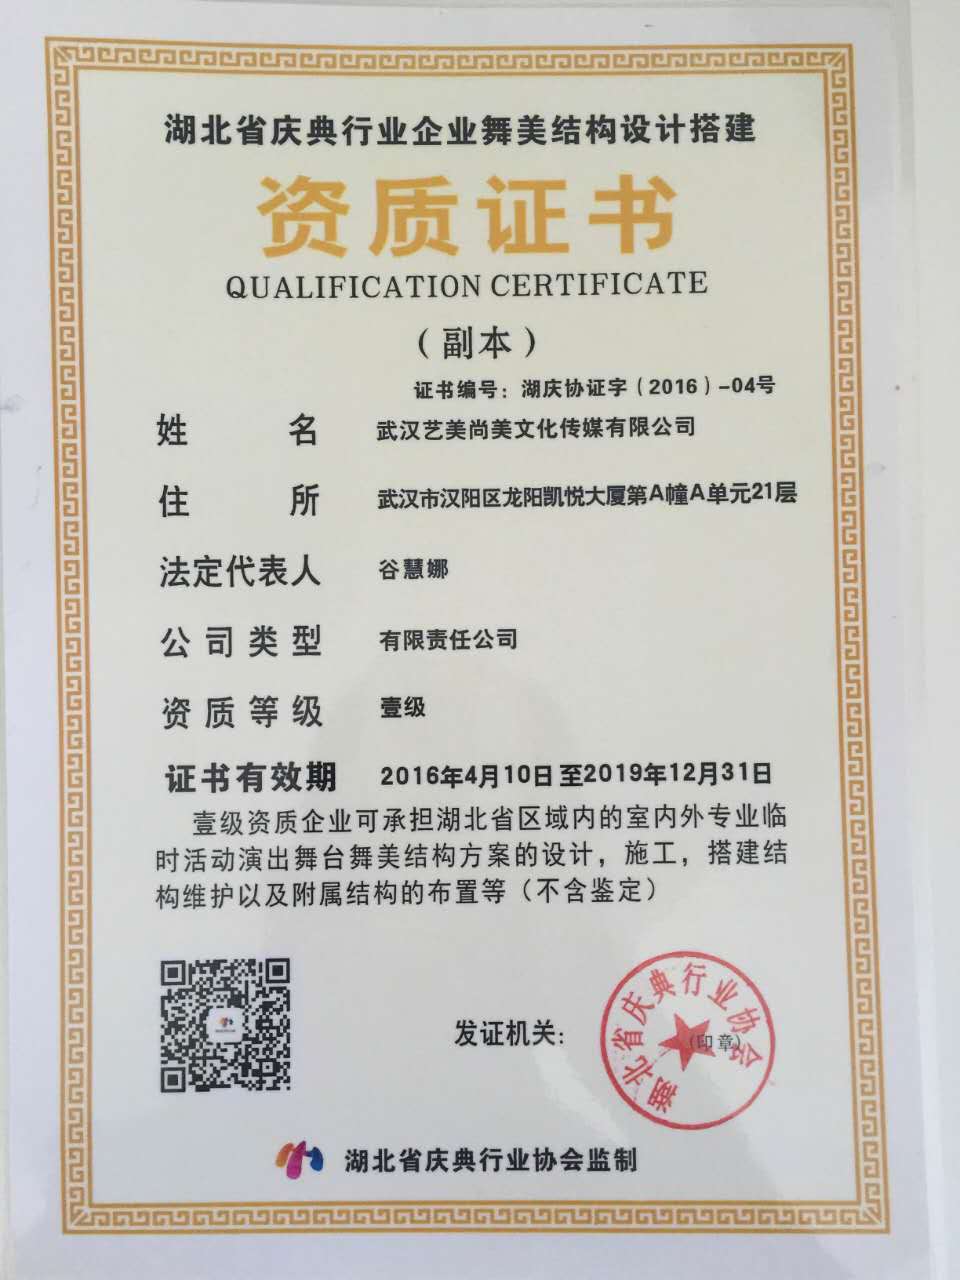 湖北省庆典行业企业舞美结构设计搭建
资质证书
QUALIFICATION CERTIFICATE
（副本）
证书编号：湖庆协证字（2016）-04号
姓名 武汉艺美尚美文化传媒有限公司
住所 武汉市汉阳区龙阳凯悦大厦第A幢A单元21层
法定代表人 谷慧娜
公司类型 有限责任公司
资质等级 壹级
证书有效期 2016年4月10日至2019年12月31日
壹级资质企业可承担湖北省区域内的室内外专业临
时活动演出舞台舞美结构方案的设计，施工，搭建结
构维护以及附属结构的布置等（不含鉴定）
发证机关：
湖北省庆典行业协会
（印章）
湖北省庆典行业协会监制